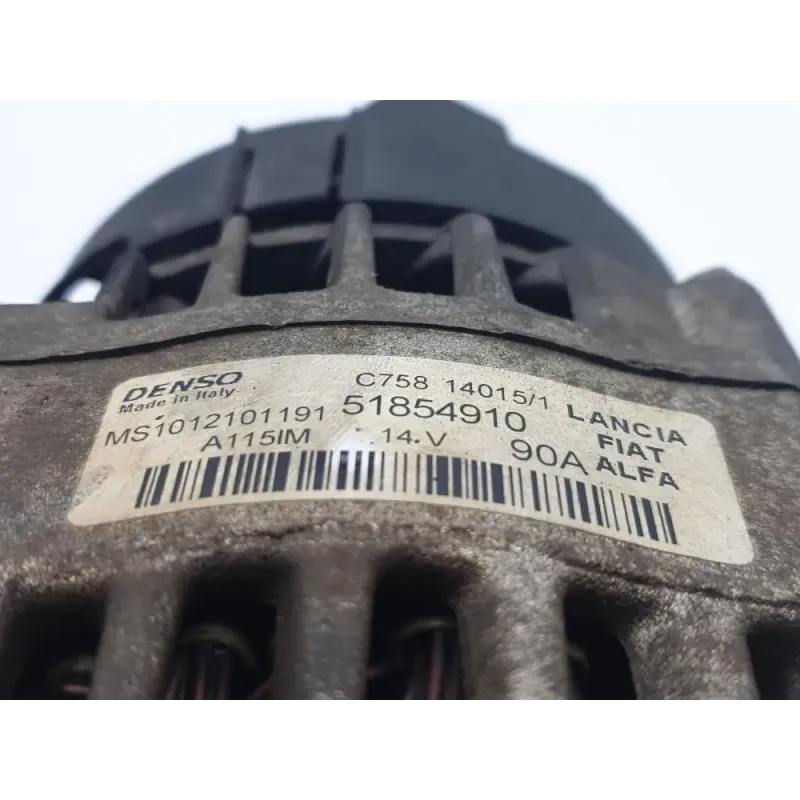 DENSO C758 14015/1 LANCIA
Made in Italy 51854910 FIAT
MS1012101191 90A ALFA
A115IM 14.V